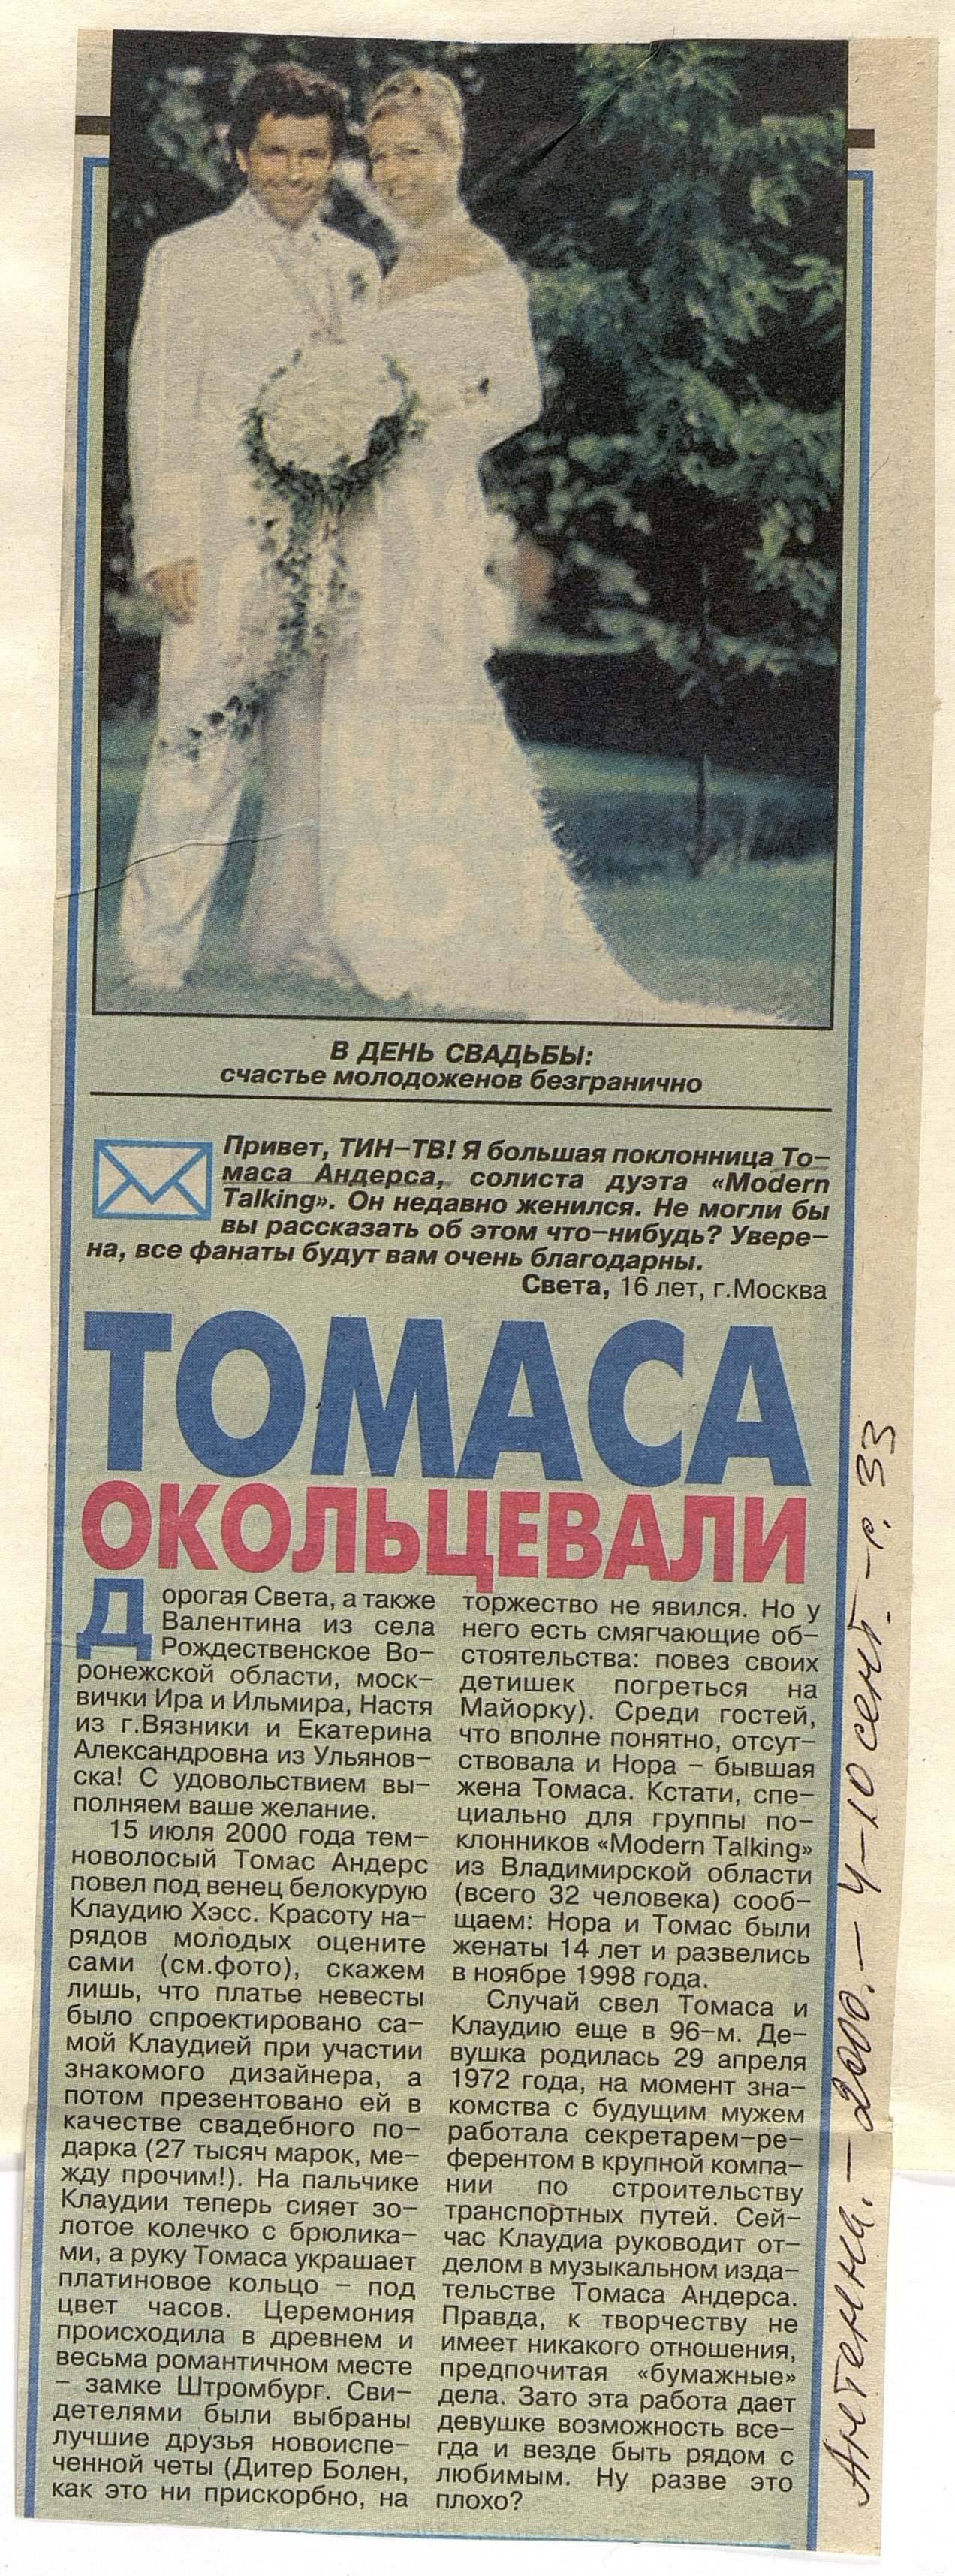 В ДЕНЬ СВАДЬБЫ:
счастье молодоженов безгранично
Привет, ТИН-ТВ! Я большая поклонница То-
маса Андерса, солиста дуэта «Modern
Talking». Он недавно женился. Не могли бы
вы рассказать об этом что-нибудь? Увере-
на, все фанаты будут вам очень благодарны.
Света, 16 лет, г.Москва
ТОМАСА
ОКОЛЬЦЕВАЛИ
Дорогая Света, а также
Валентина из села
Рождественское Во-
ронежской области, моск-
вички Ира и Ильмира, Настя
из г.Вязники и Екатерина
Александровна из Ульянов-
ска! С удовольствием вы-
полняем ваше желание.
15 июля 2000 года тем-
новолосый Томас Андерс
повел под венец белокурую
Клаудию Хэсс. Красоту на-
рядов молодых оцените
сами (см.фото), скажем
лишь, что платье невесты
было спроектировано са-
мой Клаудией при участии
знакомого дизайнера, а
потом презентовано ей в
качестве свадебного по-
дарка (27 тысяч марок, ме-
жду прочим!). На пальчике
Клаудии теперь сияет зо-
лотое колечко с брюлика-
ми, а руку Томаса украшает
платиновое кольцо - под
цвет часов. Церемония
происходила в древнем и
весьма романтичном месте
- замке Штромбург. Сви-
детелями были выбраны
лучшие друзья новоиспе-
ченной четы (Дитер Болен,
как это ни прискорбно, на
торжество не явился. Но у
него есть смягчающие об-
стоятельства: повез своих
детишек погреться на
Майорку). Среди гостей,
что вполне понятно, отсут-
ствовала и Нора - бывшая
жена Томаса. Кстати, спе-
циально для группы по-
клонников «Modern Talking»
из Владимирской области
(всего 32 человека) сооб-
щаем: Нора и Томас были
женаты 14 лет и развелись
в ноябре 1998 года.
Случай свел Томаса и
Клаудию еще в 96-м. Де-
вушка родилась 29 апреля
1972 года, на момент зна-
комства с будущим мужем
работала секретарем-ре-
ферентом в крупной компа-
нии по строительству
транспортных путей. Сей-
час Клаудиа руководит от-
делом в музыкальном изда-
тельстве Томаса Андерса.
Правда, к творчеству не
имеет никакого отношения,
предпочитая «бумажные»
дела. Зато эта работа дает
девушке возможность все-
гда и везде быть рядом с
любимым. Ну разве это
плохо?
Антенна. - 2000. - 4-10 сент. - с. 33